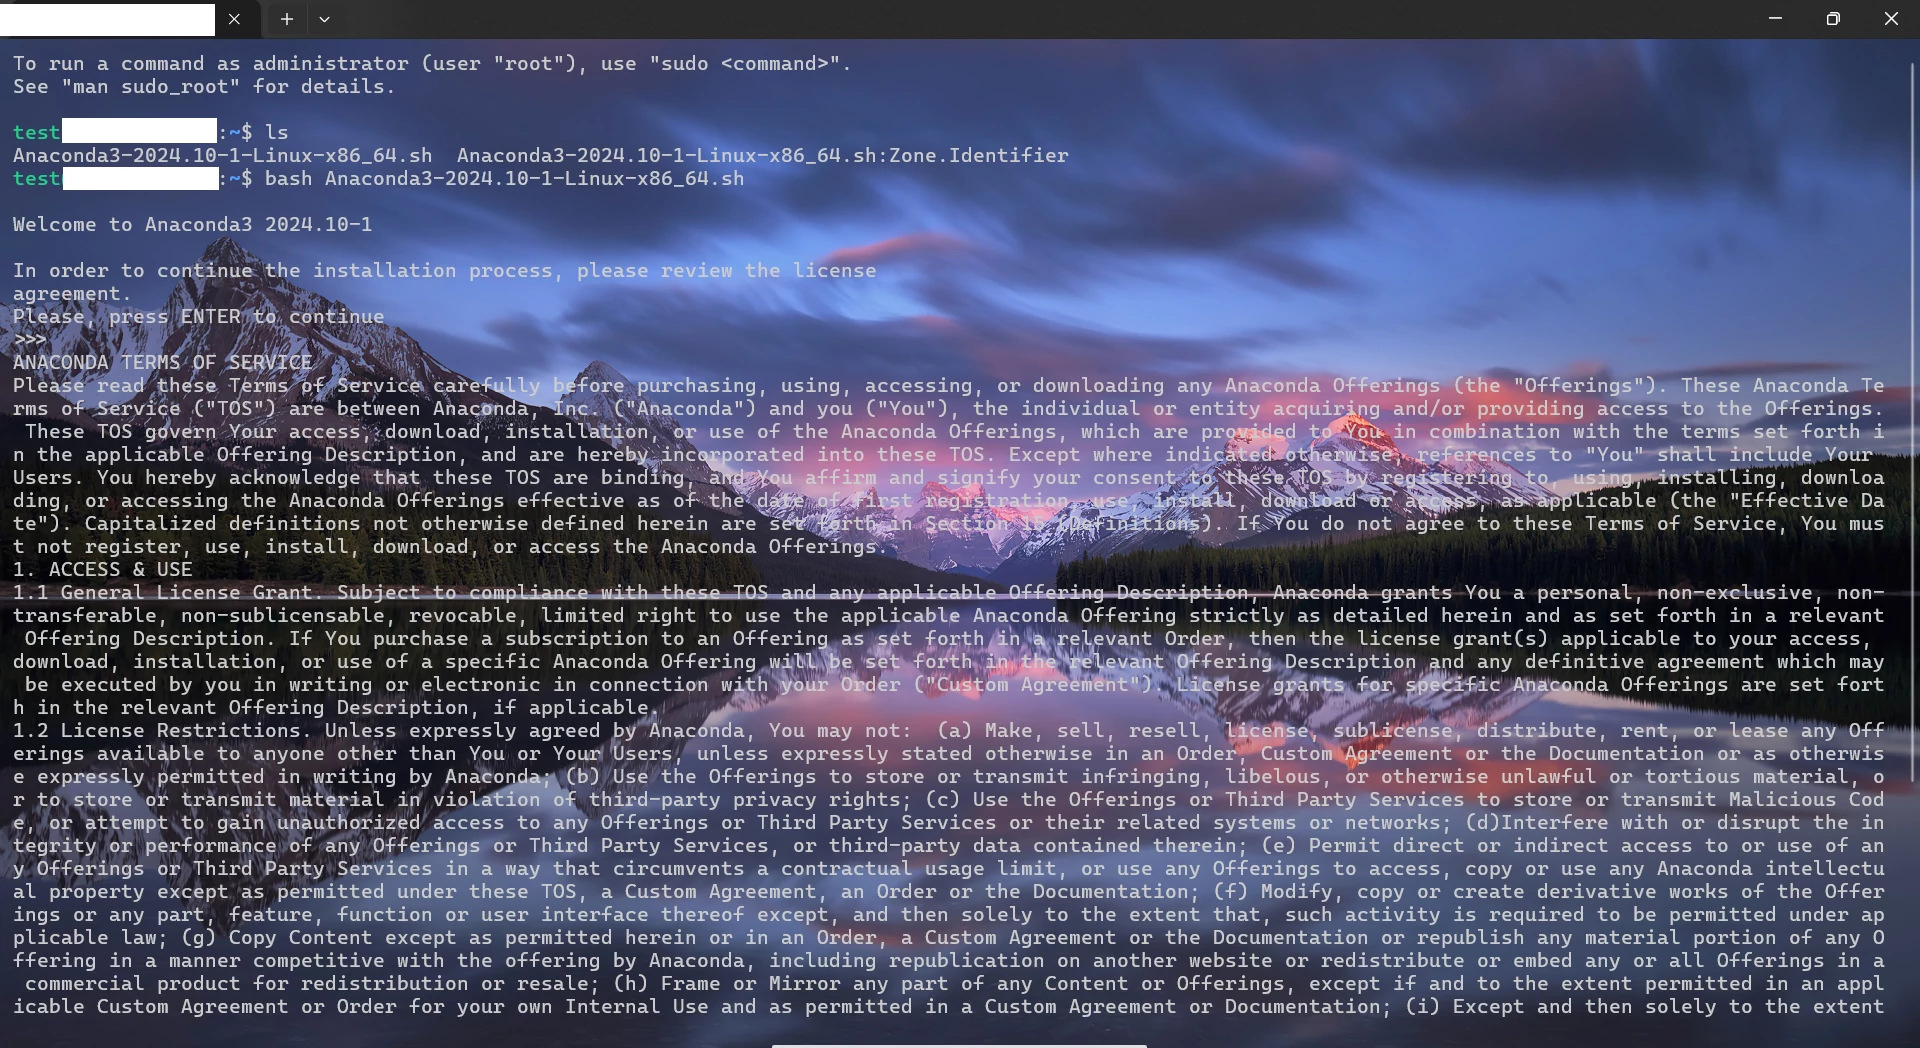 To run a command as administrator (user "root"), use "sudo <command>".
See "man sudo_root" for details.
test:~$ ls
Anaconda3-2024.10-1-Linux-x86_64.sh  Anaconda3-2024.10-1-Linux-x86_64.sh:Zone.Identifier
test:~$ bash Anaconda3-2024.10-1-Linux-x86_64.sh
Welcome to Anaconda3 2024.10-1
In order to continue the installation process, please review the license
agreement.
Please, press ENTER to continue
>>>
ANACONDA TERMS OF SERVICE
Please read these Terms of Service carefully before purchasing, using, accessing, or downloading any Anaconda Offerings (the "Offerings"). These Anaconda Te
rms of Service ("TOS") are between Anaconda, Inc. ("Anaconda") and you ("You"), the individual or entity acquiring and/or providing access to the Offerings.
 These TOS govern Your access, download, installation, or use of the Anaconda Offerings, which are provided to You in combination with the terms set forth i
n the applicable Offering Description, and are hereby incorporated into these TOS. Except where indicated otherwise, references to "You" shall include Your
Users. You hereby acknowledge that these TOS are binding, and You affirm and signify your consent to these TOS by registering to, using, installing, downloa
ding, or accessing the Anaconda Offerings effective as of the date of first registration, use, install, download or access, as applicable (the "Effective Da
te"). Capitalized definitions not otherwise defined herein are set forth in Section 15 (Definitions). If You do not agree to these Terms of Service, You mus
t not register, use, install, download, or access the Anaconda Offerings.
1. ACCESS & USE
1.1 General License Grant. Subject to compliance with these TOS and any applicable Offering Description, Anaconda grants You a personal, non-exclusive, non-
transferable, non-sublicensable, revocable, limited right to use the applicable Anaconda Offering strictly as detailed herein and as set forth in a relevant
 Offering Description. If You purchase a subscription to an Offering as set forth in a relevant Order, then the license grant(s) applicable to your access,
download, installation, or use of a specific Anaconda Offering will be set forth in the relevant Offering Description and any definitive agreement which may
 be executed by you in writing or electronic in connection with your Order ("Custom Agreement"). License grants for specific Anaconda Offerings are set fort
h in the relevant Offering Description, if applicable.
1.2 License Restrictions. Unless expressly agreed by Anaconda, You may not:  (a) Make, sell, resell, license, sublicense, distribute, rent, or lease any Off
erings available to anyone other than You or Your Users, unless expressly stated otherwise in an Order, Custom Agreement or the Documentation or as otherwis
e expressly permitted in writing by Anaconda; (b) Use the Offerings to store or transmit infringing, libelous, or otherwise unlawful or tortious material, o
r to store or transmit material in violation of third-party privacy rights; (c) Use the Offerings or Third Party Services to store or transmit Malicious Cod
e, or attempt to gain unauthorized access to any Offerings or Third Party Services or their related systems or networks; (d)Interfere with or disrupt the in
tegrity or performance of any Offerings or Third Party Services, or third-party data contained therein; (e) Permit direct or indirect access to or use of an
y Offerings or Third Party Services in a way that circumvents a contractual usage limit, or use any Offerings to access, copy or use any Anaconda intellectu
al property except as permitted under these TOS, a Custom Agreement, an Order or the Documentation; (f) Modify, copy or create derivative works of the Offer
ings or any part, feature, function or user interface thereof except, and then solely to the extent that, such activity is required to be permitted under ap
plicable law; (g) Copy Content except as permitted herein or in an Order, a Custom Agreement or the Documentation or republish any material portion of any O
ffering in a manner competitive with the offering by Anaconda, including republication on another website or redistribute or embed any or all Offerings in a
 commercial product for redistribution or resale; (h) Frame or Mirror any part of any Content or Offerings, except if and to the extent permitted in an appl
icable Custom Agreement or Order for your own Internal Use and as permitted in a Custom Agreement or Documentation; (i) Except and then solely to the extent